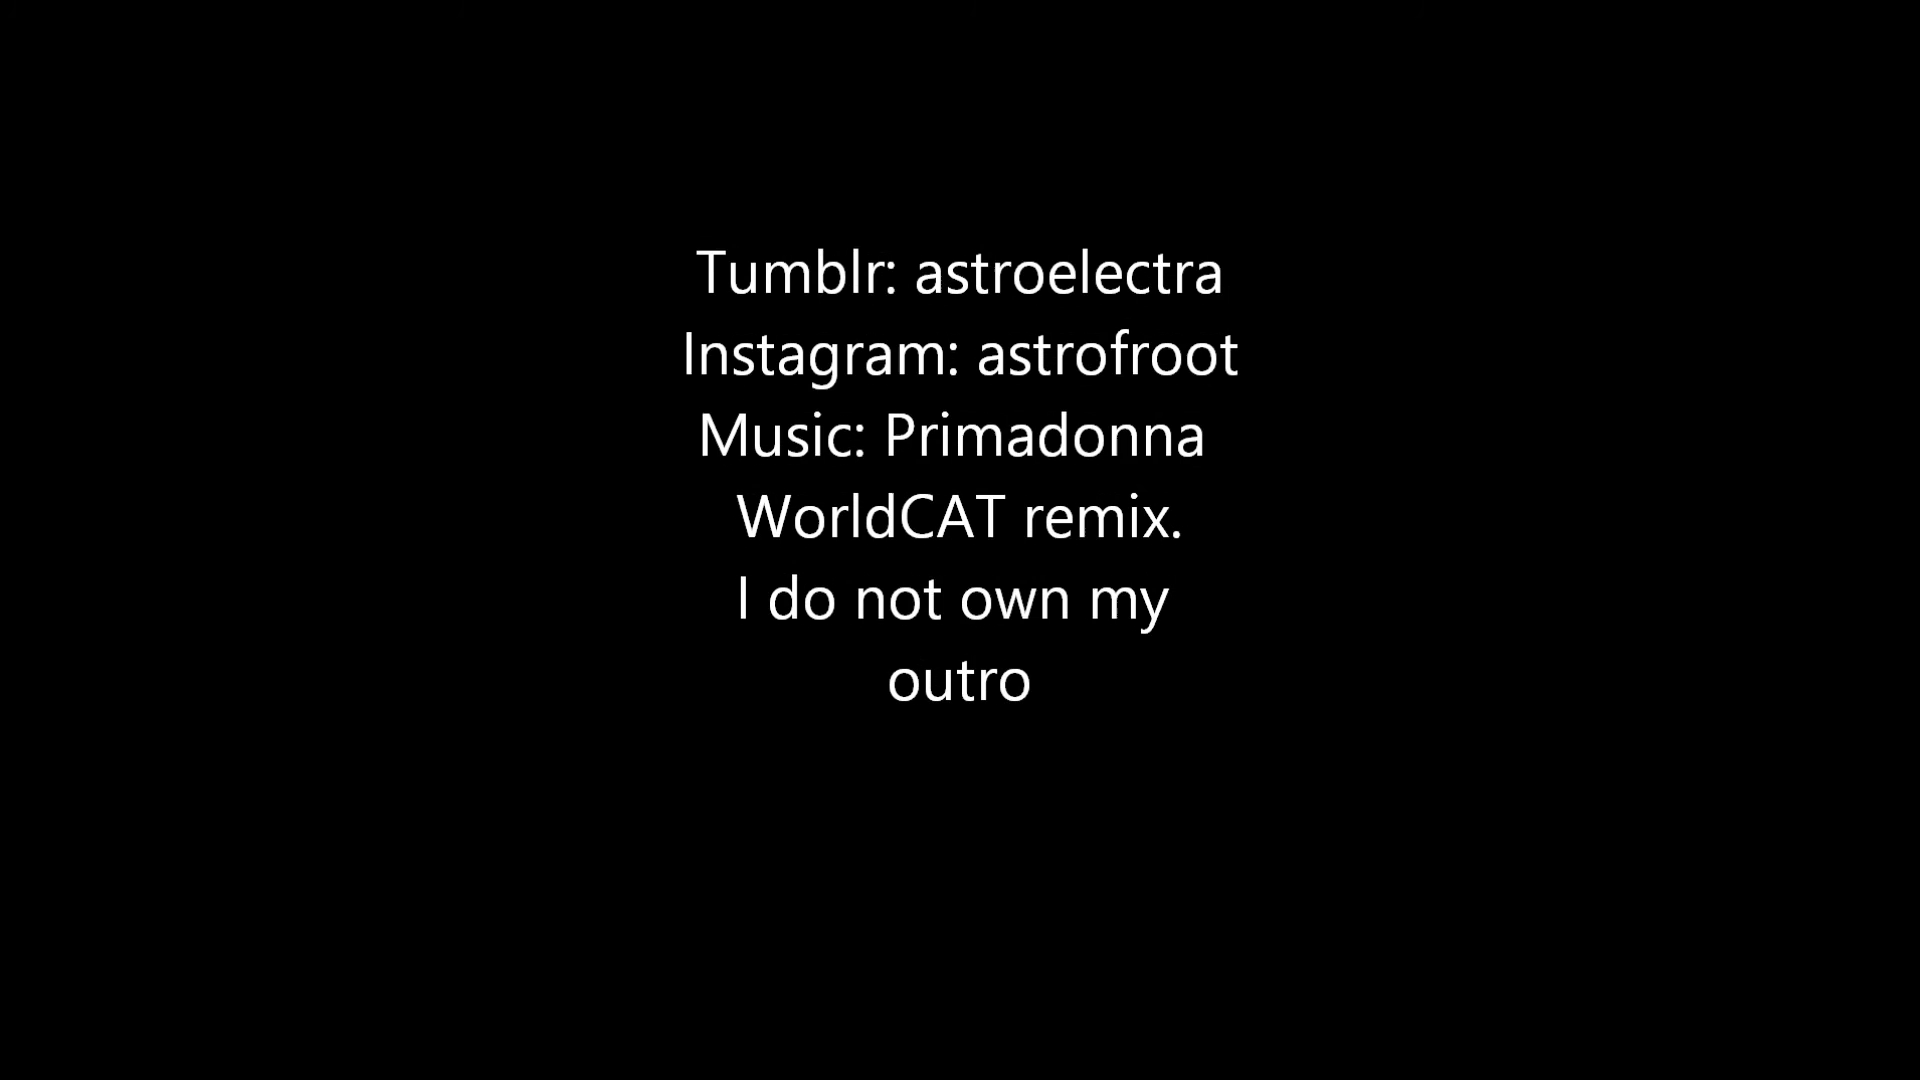 Tumblr: astroelectra
Instagram: astrofroot
Music: Primadonna
WorldCAT remix.
I do not own my
outro